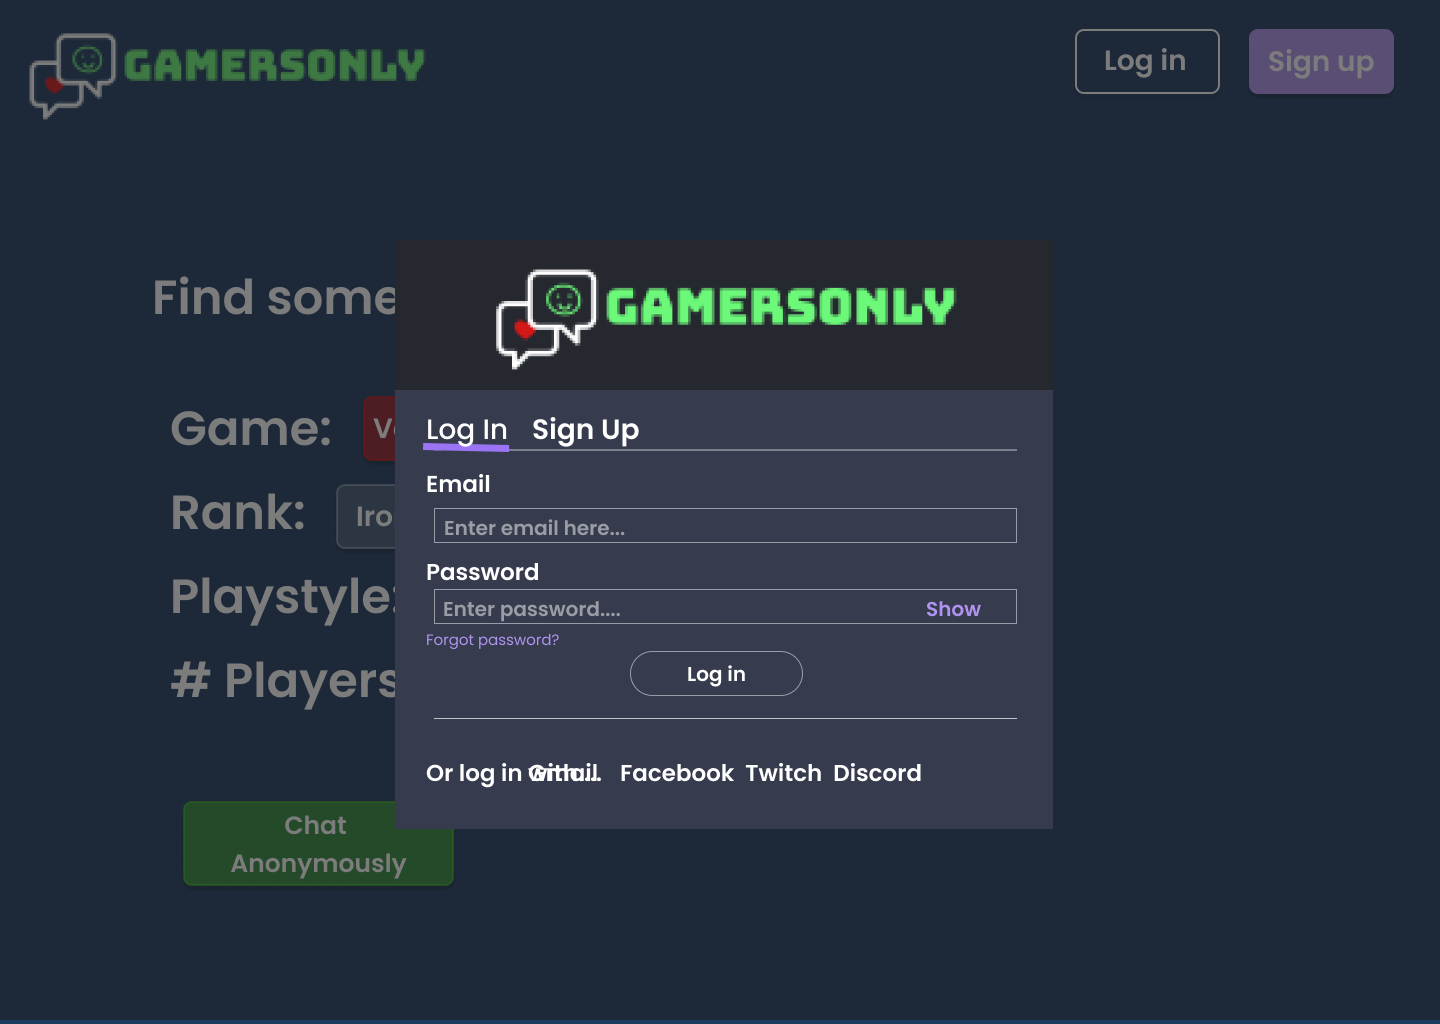 GAMERSONLY
Log in
Sign up
Find some
GAMERSONLY
Game:
Log In
Sign Up
Email
Rank:
Iro
Enter email here...
Password
Playstyle:
Enter password....
Show
Forgot password?
# Players
Log in
Or log in with...
Gmail
Facebook
Twitch
Discord
Chat
Anonymously